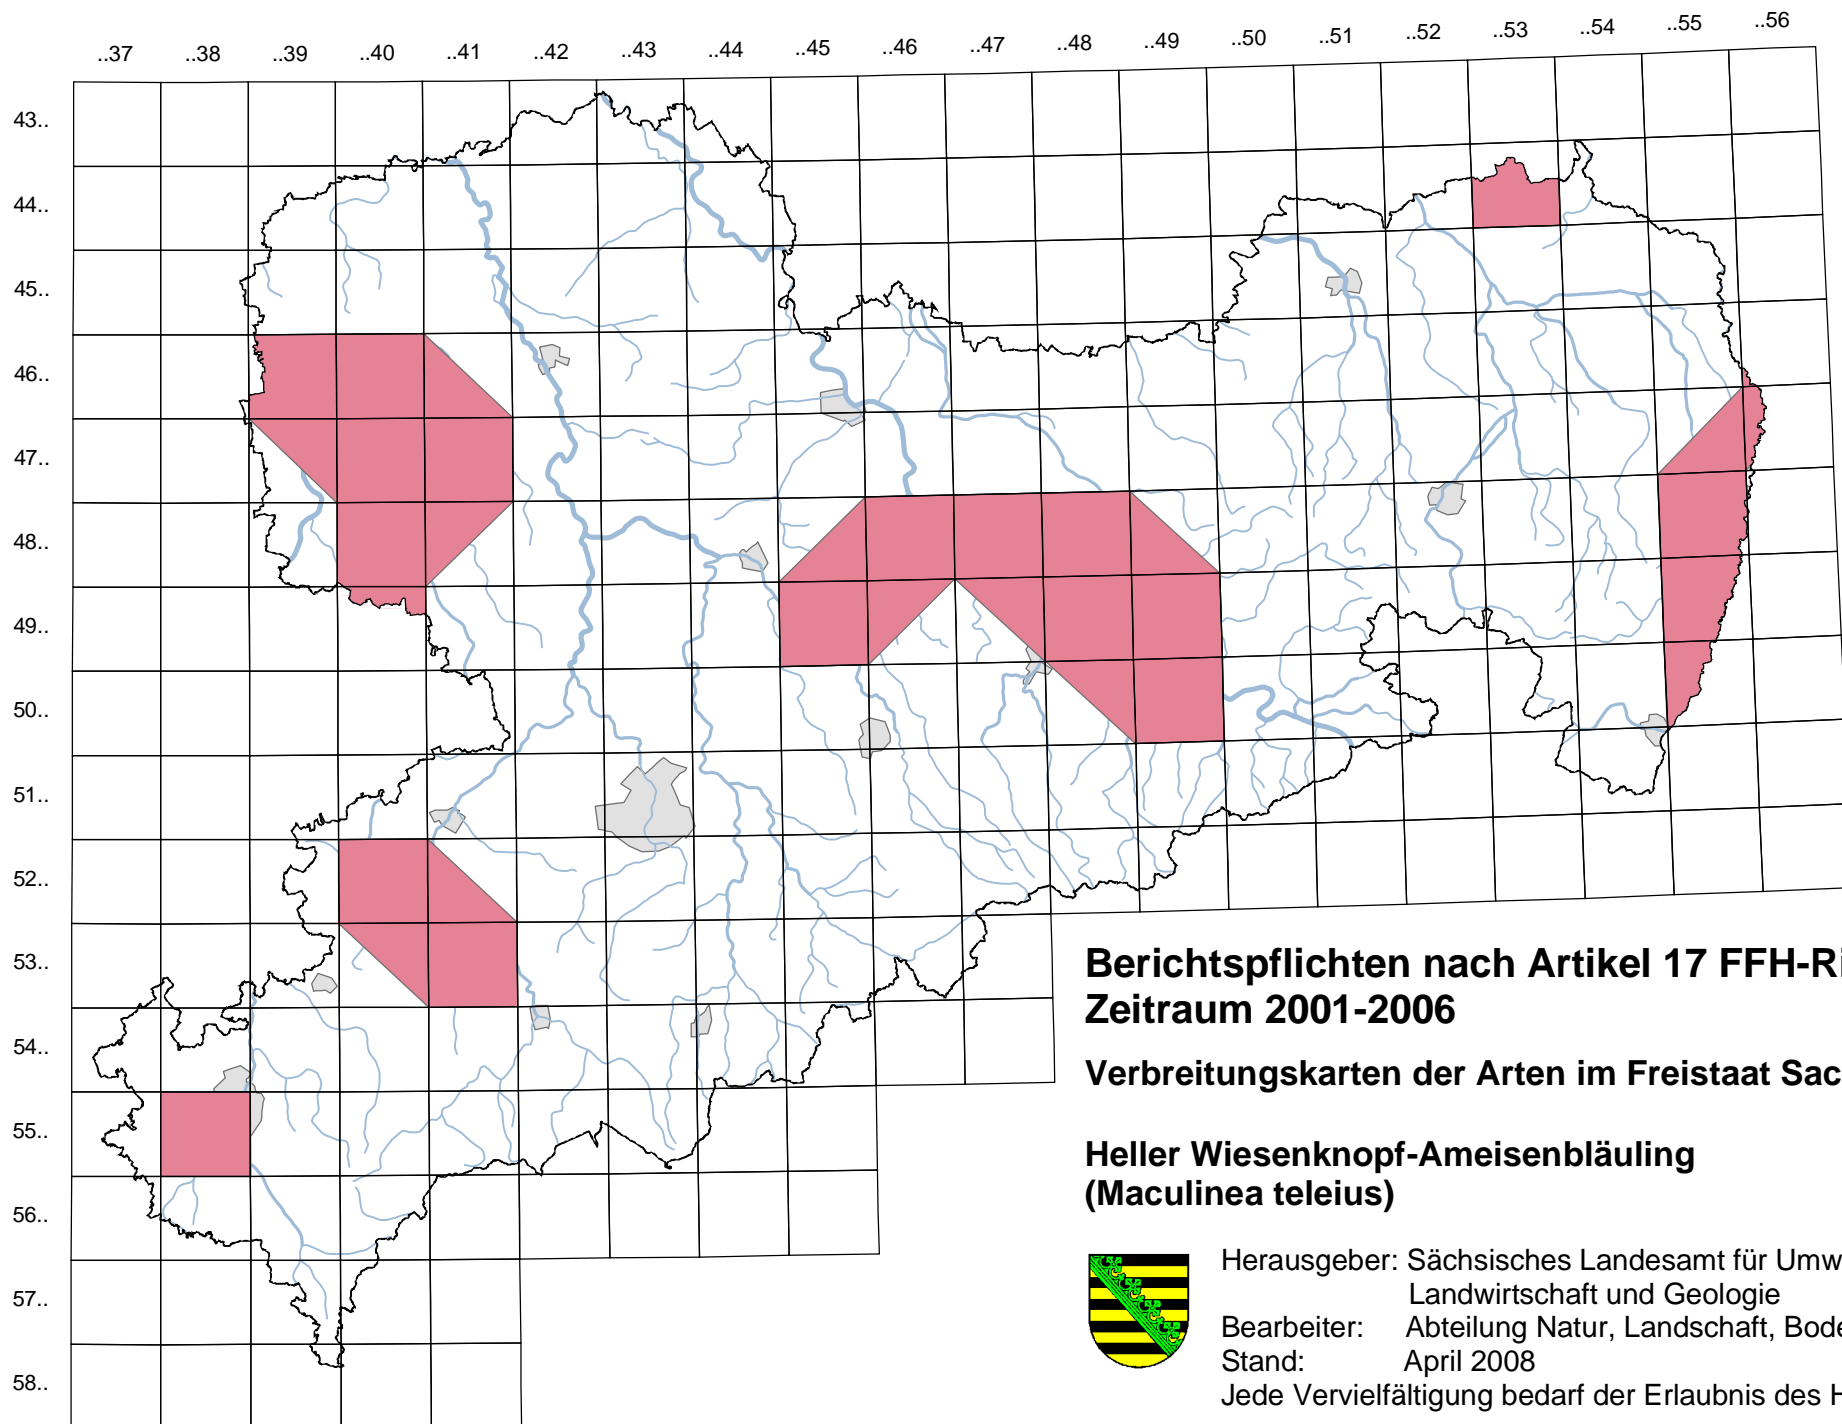 ..37 ..38 ..39 ..40 ..41 ..42 ..43 ..44 ..45 ..46 ..47 ..48 ..49 ..50 ..51 ..52 ..53 ..54 ..55 ..56
43..
44..
45..
46..
47..
48..
49..
50..
51..
52..
53..
54..
55..
56..
57..
58..
Berichtspflichten nach Artikel 17 FFH-Ri
Zeitraum 2001-2006
Verbreitungskarten der Arten im Freistaat Sac
Heller Wiesenknopf-Ameisenbläuling
(Maculinea teleius)
Herausgeber: Sächsisches Landesamt für Umw
Landwirtschaft und Geologie
Bearbeiter: Abteilung Natur, Landschaft, Bode
Stand: April 2008
Jede Vervielfältigung bedarf der Erlaubnis des H